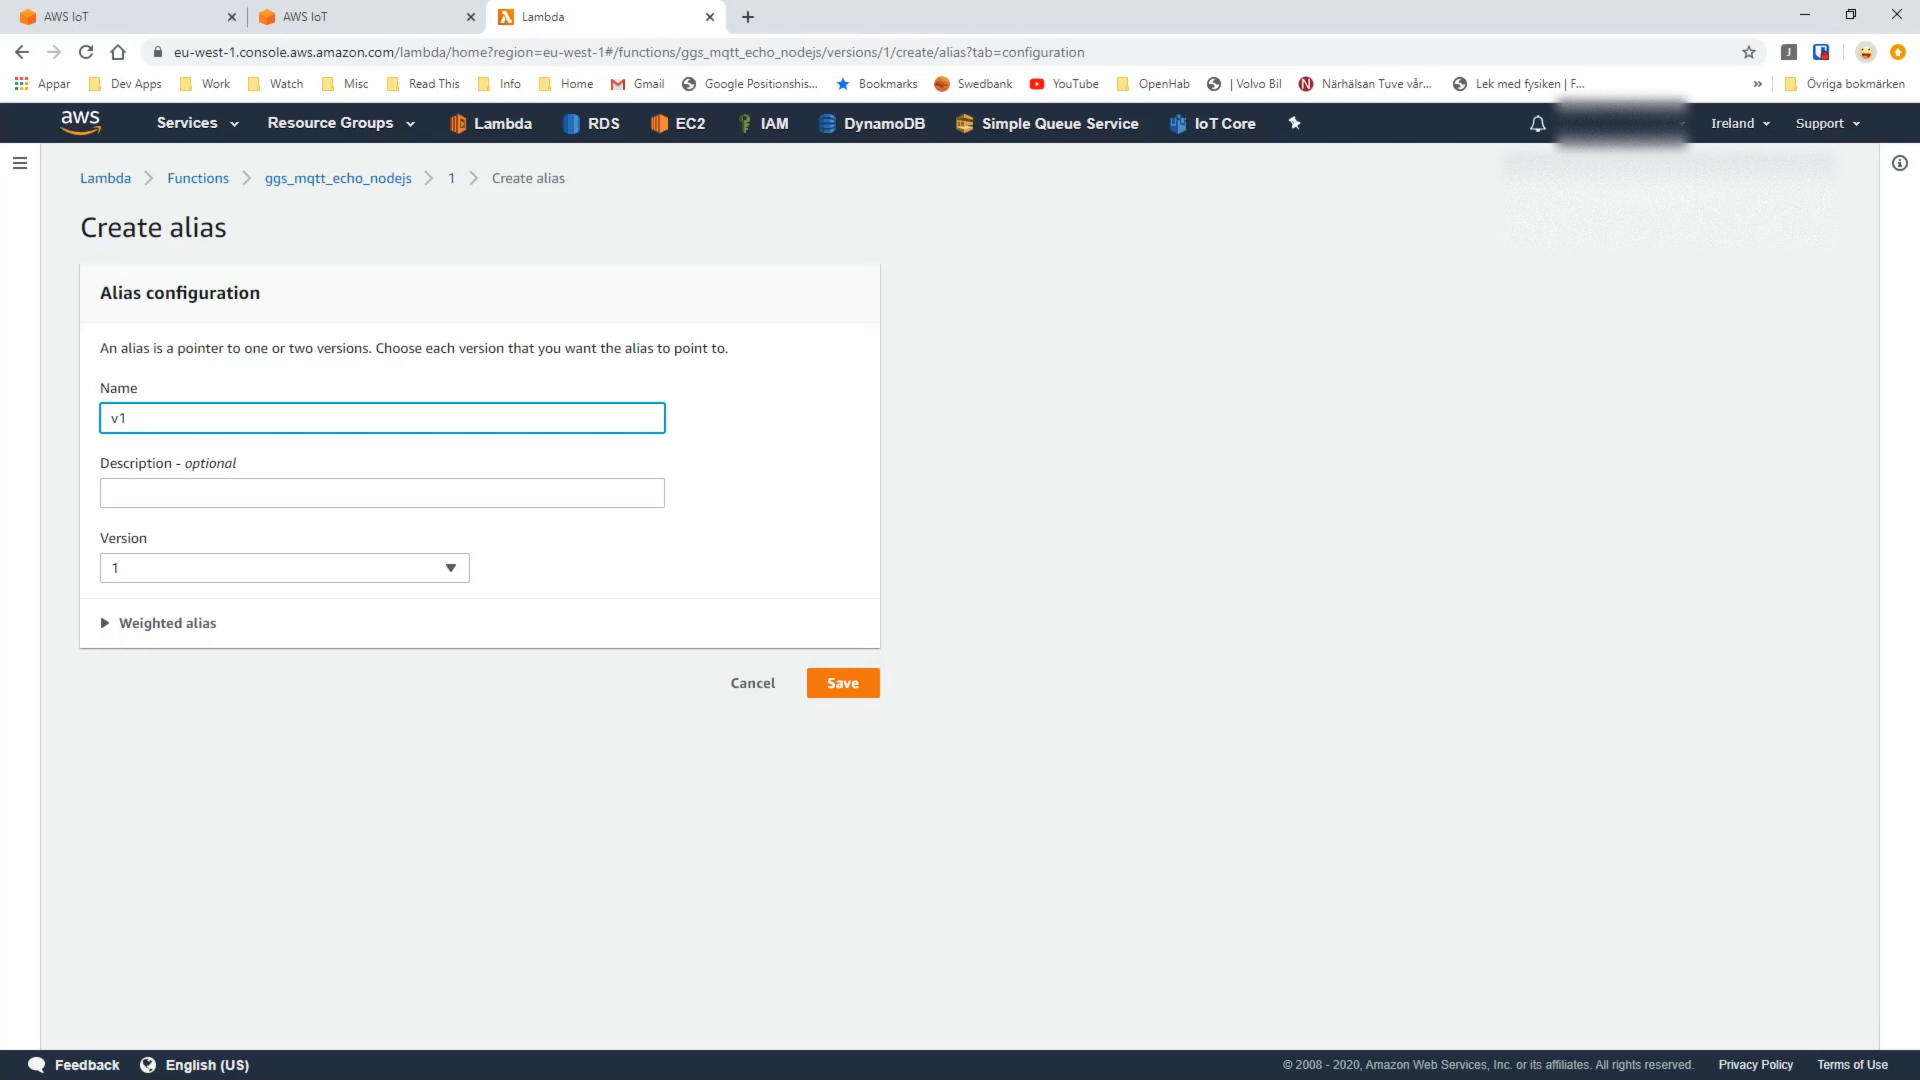 AWS IoT
AWS IoT
Lambda
eu-west-1.console.aws.amazon.com/lambda/home?region=eu-west-1#/functions/ggs_mqtt_echo_nodejs/versions/1/create/alias?tab=configuration
Appar Dev Apps Work Watch Misc Read This Info Home Gmail Google Positionshis... Bookmarks Swedbank YouTube OpenHab | Volvo Bil Närhälsan Tuve vår... Lek med fysiken | F... » Övriga bokmärken
aws Services Resource Groups Lambda RDS EC2 IAM DynamoDB Simple Queue Service IoT Core Ireland Support
Lambda Functions ggs_mqtt_echo_nodejs 1 Create alias
Create alias
Alias configuration
An alias is a pointer to one or two versions. Choose each version that you want the alias to point to.
Name
v1
Description - optional
Version
1
Weighted alias
Cancel Save
Feedback English (US) © 2008 - 2020, Amazon Web Services, Inc. or its affiliates. All rights reserved. Privacy Policy Terms of Use